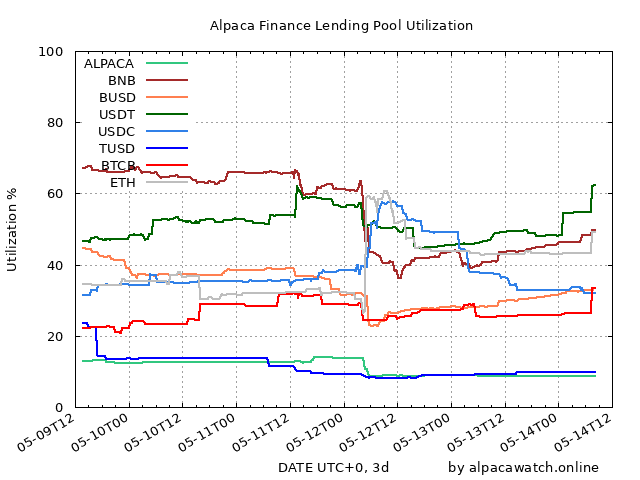 Alpaca Finance Lending Pool Utilization
100
80
60
40
20
0
Utilization %
ALPACA
BNB
BUSD
USDT
USDC
TUSD
BTCB
ETH
05-09T12
05-10T00
05-10T12
05-11T00
05-11T12
05-12T00
05-12T12
05-13T00
05-13T12
05-14T00
05-14T12
DATE UTC+0, 3d
by alpacawatch.online